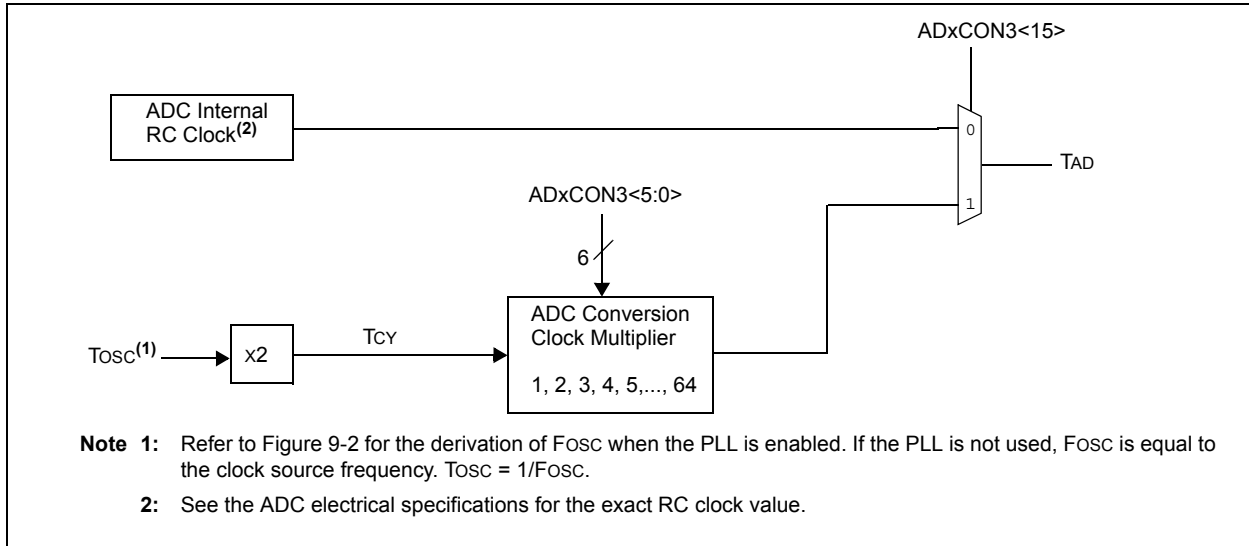 ADxCON3<15>
ADC Internal
RC Clock(2)
0
TAD
ADxCON3<5:0>
1
6
ADC Conversion
Clock Multiplier
TOSC(1)
X2
TCY
1, 2, 3, 4, 5,..., 64
Note 1: Refer to Figure 9-2 for the derivation of FOSC when the PLL is enabled. If the PLL is not used, FOSC is equal to
the clock source frequency. TOSC = 1/FOSC.
2: See the ADC electrical specifications for the exact RC clock value.